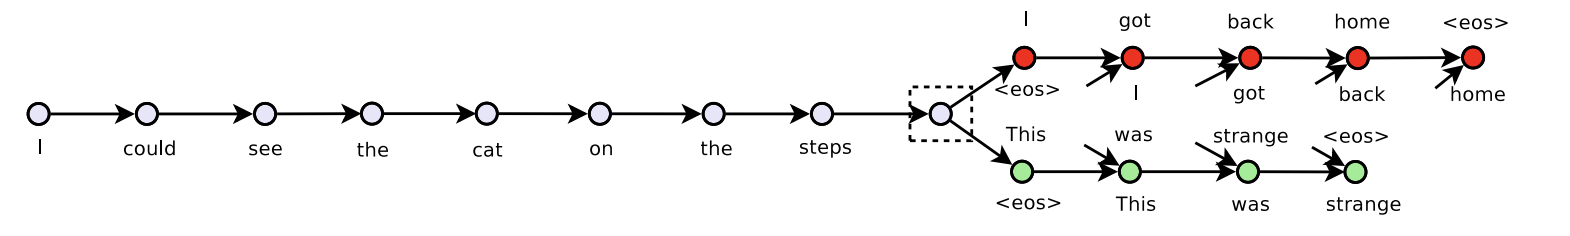 I got back home <eos>
<eos> I got back home
I could see the cat on the steps
This was strange <eos>
<eos> This was strange